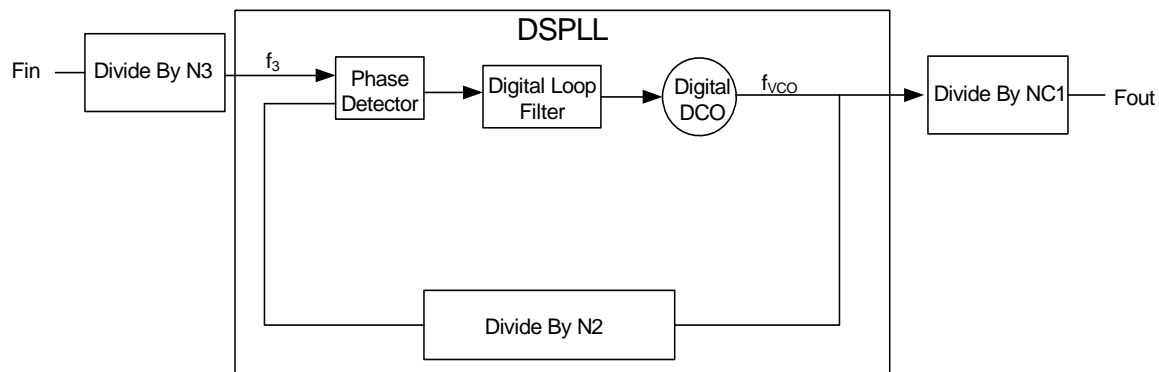 DSPLL
Fin
Divide By N3
f3
Phase
Detector
Digital Loop
Filter
Digital
DCO
fVCO
Divide By NC1
Fout
Divide By N2